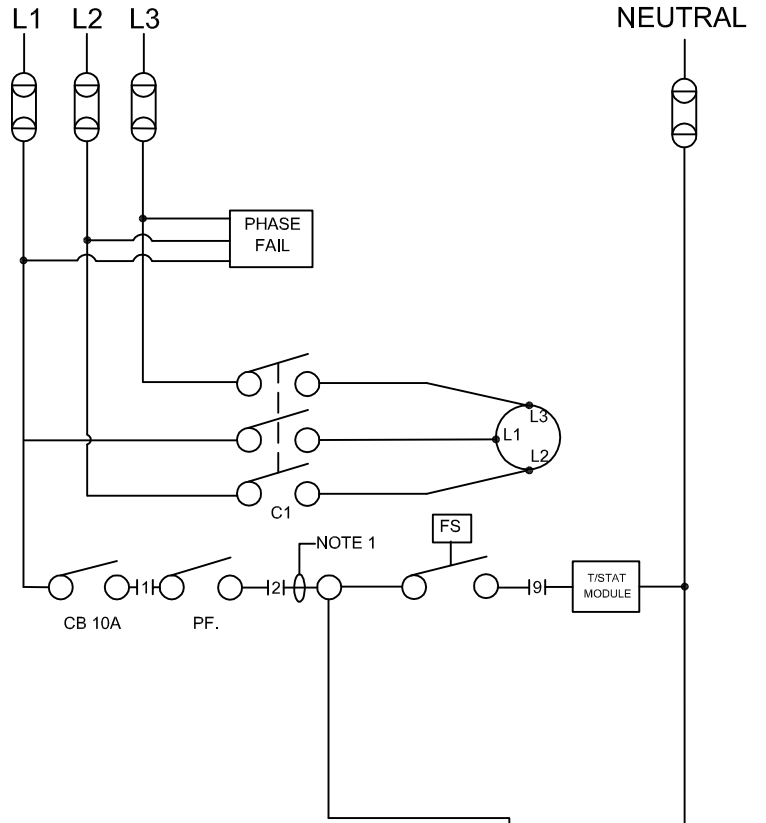 L1 L2 L3 NEUTRAL
PHASE
FAIL
L3
L1
L2
C1
FS
NOTE 1
1 2 9
T/STAT
MODULE
CB 10A PF.